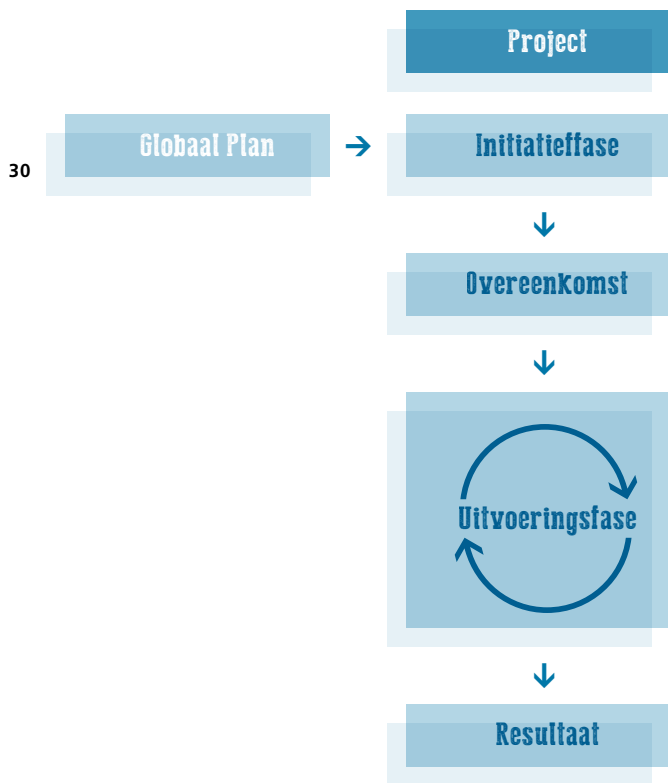 Project
Globaal Plan
Initiatieffase
30
Overeenkomst
Uitvoeringsfase
Resultaat